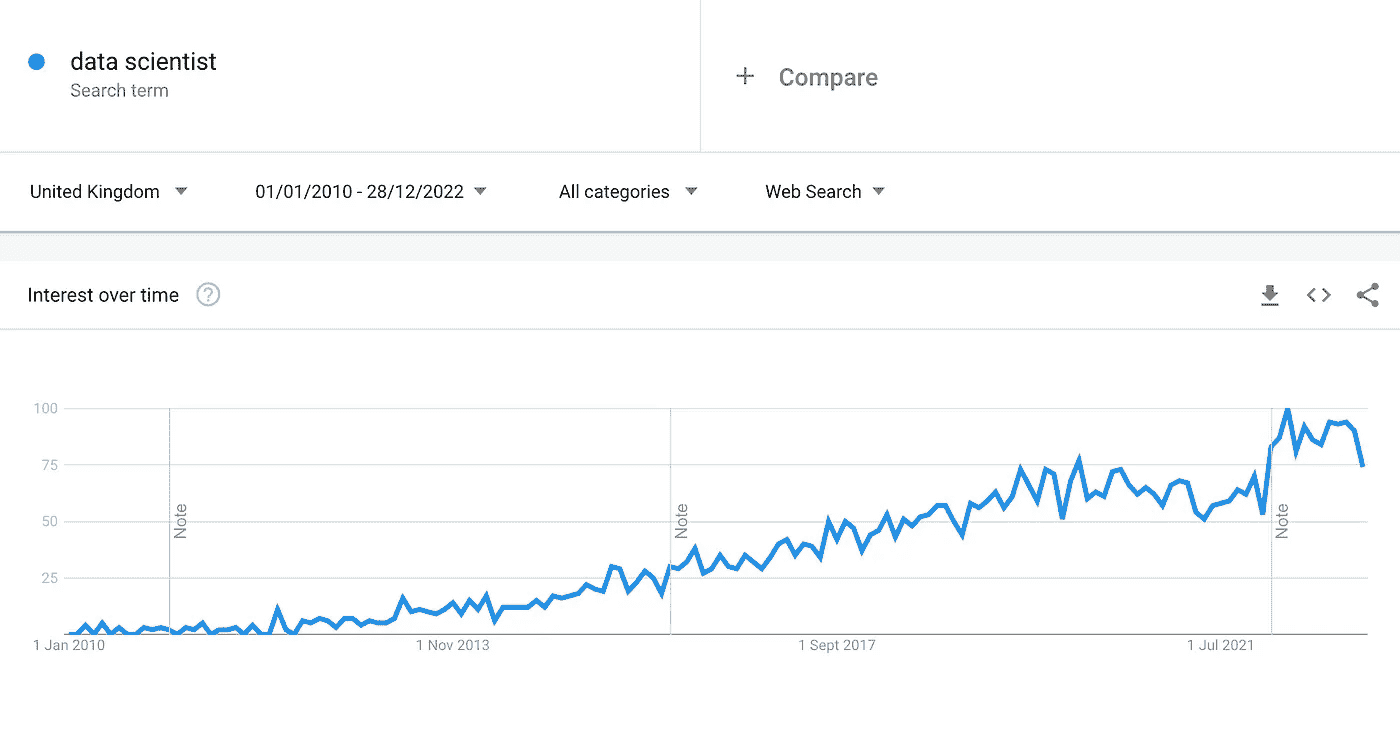 data scientist
Search term
+ Compare
United Kingdom
01/01/2010 - 28/12/2022
All categories
Web Search
Interest over time ?
100
75
50
25
Note
Note
Note
1 Jan 2010
1 Nov 2013
1 Sept 2017
1 Jul 2021